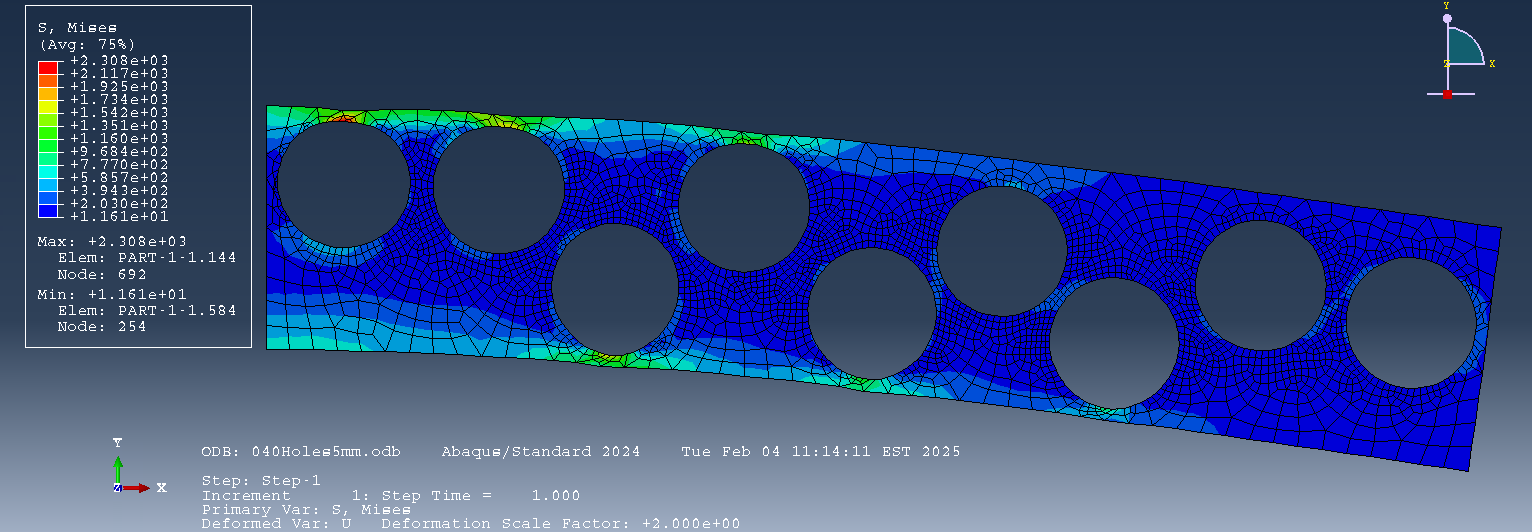 S, Mises
(Avg: 75%)
+2.308e+03
+2.117e+03
+1.925e+03
+1.734e+03
+1.542e+03
+1.351e+03
+1.160e+03
+9.684e+02
+7.770e+02
+5.857e+02
+3.943e+02
+2.030e+02
+1.161e+01
Max: +2.308e+03
Elem: PART-1-1.144
Node: 692
Min: +1.161e+01
Elem: PART-1-1.584
Node: 254
Y
X
Z
Y
X
Z
ODB: 040Holes5mm.odb Abaqus/Standard 2024 Tue Feb 04 11:14:11 EST 2025
Step: Step-1
Increment 1: Step Time = 1.000
Primary Var: S, Mises
Deformed Var: U Deformation Scale Factor: +2.000e+00